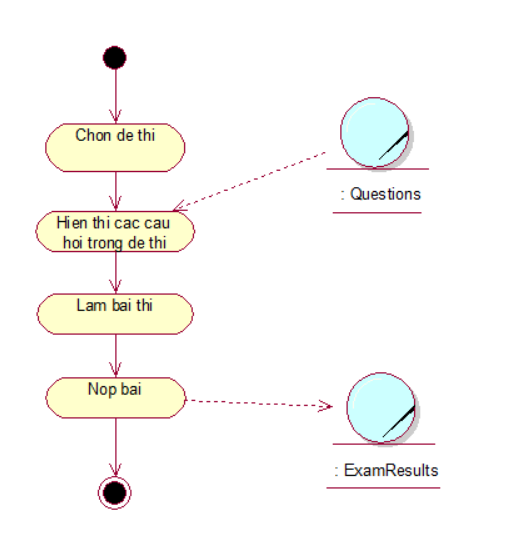 Chon de thi
: Questions
Hien thi cac cau
hoi trong de thi
Lam bai thi
Nop bai
: ExamResults